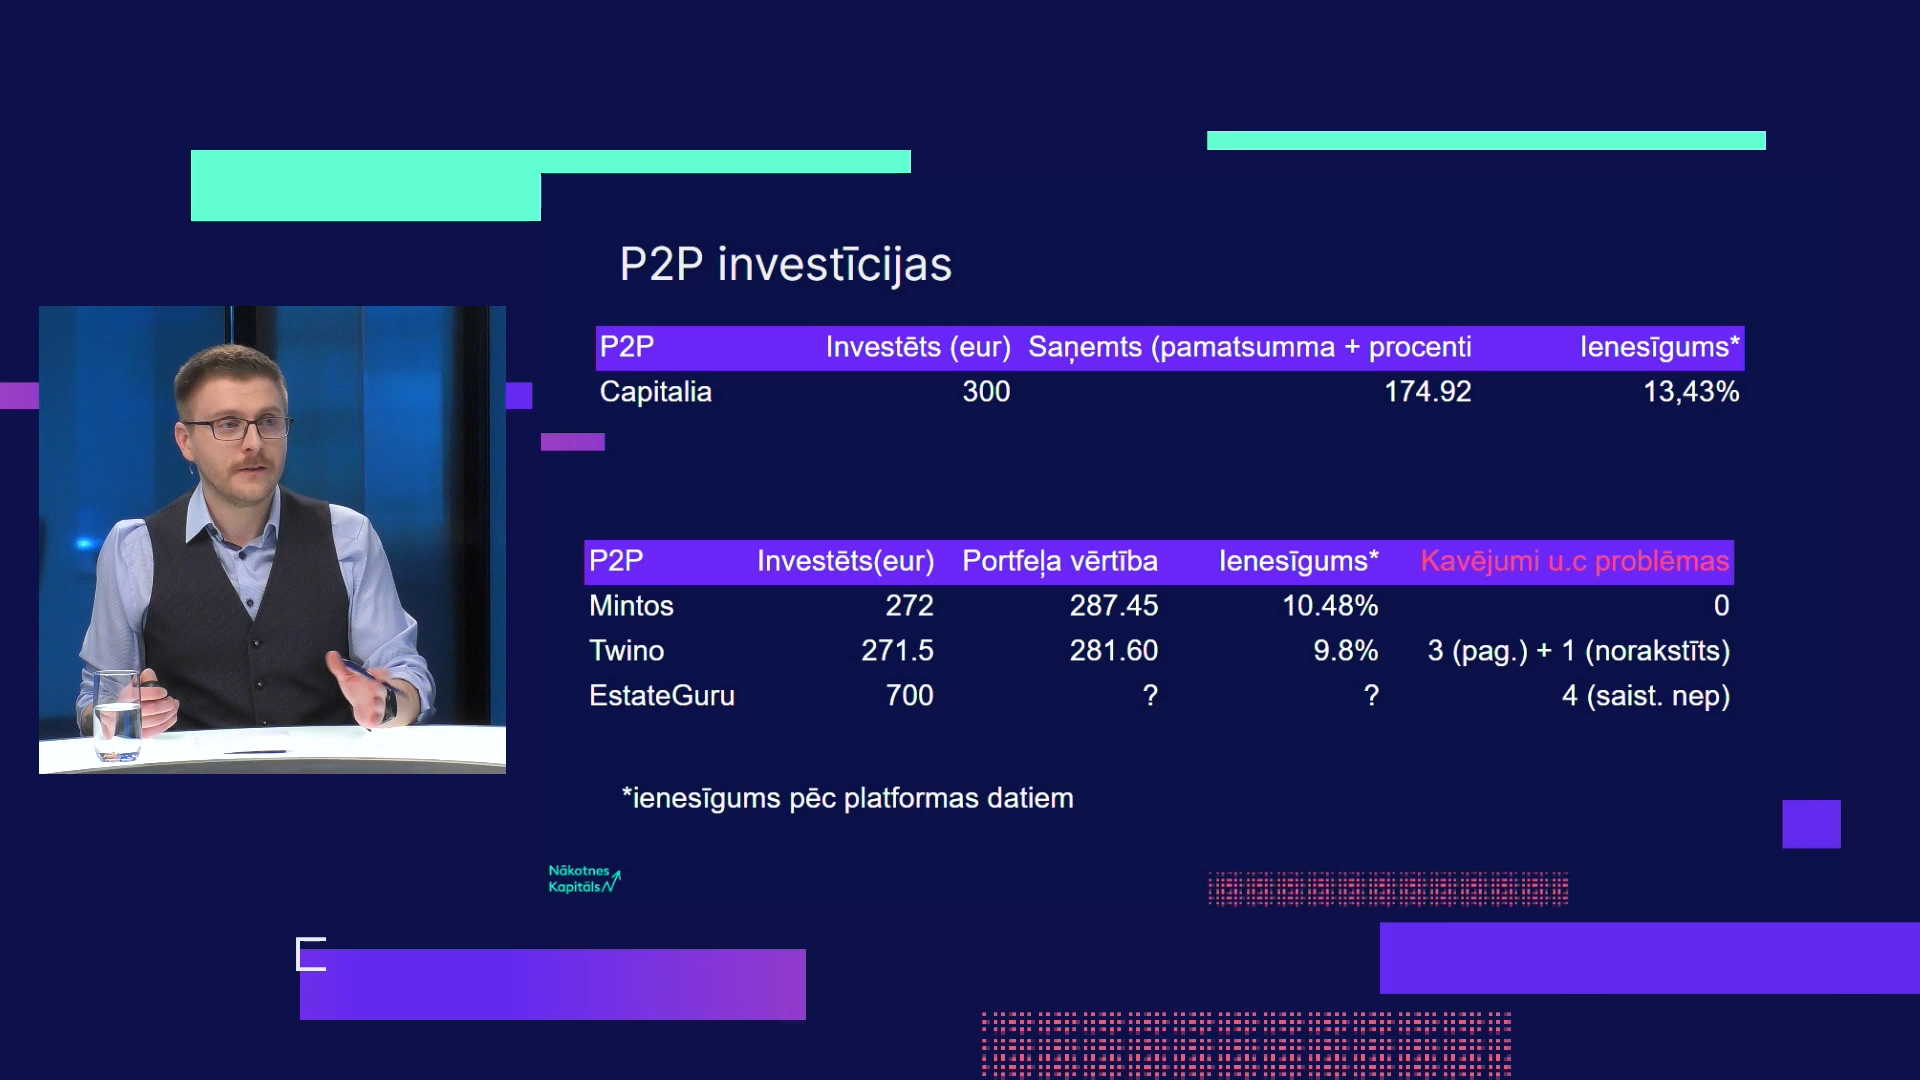 P2P investīcijas
P2P Investēts (eur) Saņemts (pamatsumma + procenti Ienesīgums*
Capitalia 300 174.92 13,43%
P2P Investēts(eur) Portfeļa vērtība Ienesīgums* Kavējumi u.c problēmas
Mintos 272 287.45 10.48% 0
Twino 271.5 281.60 9.8% 3 (pag.) + 1 (norakstīts)
EstateGuru 700 ? ? 4 (saist. nep)
*ienesīgums pēc platformas datiem
Nākotnes
Kapitāls